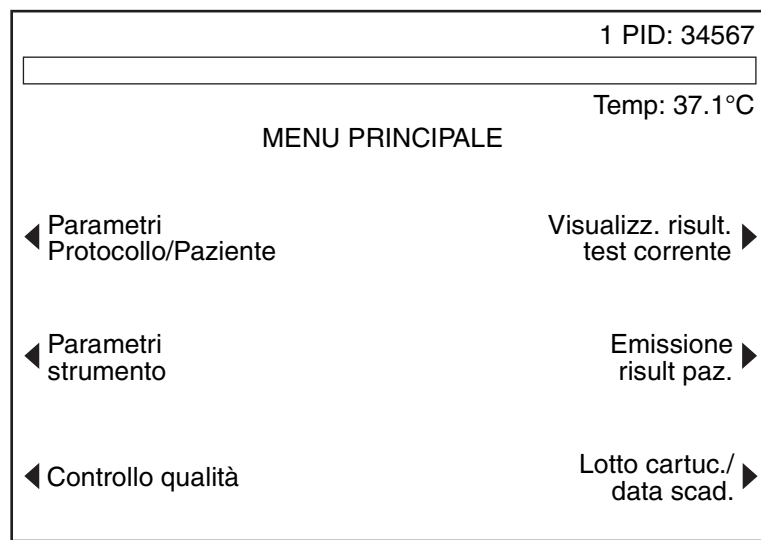 1 PID: 34567
Temp: 37.1°C
MENU PRINCIPALE
Parametri
Protocollo/Paziente
Visualizz. risult.
test corrente
Parametri
strumento
Emissione
risult paz.
Controllo qualità
Lotto cartuc./
data scad.